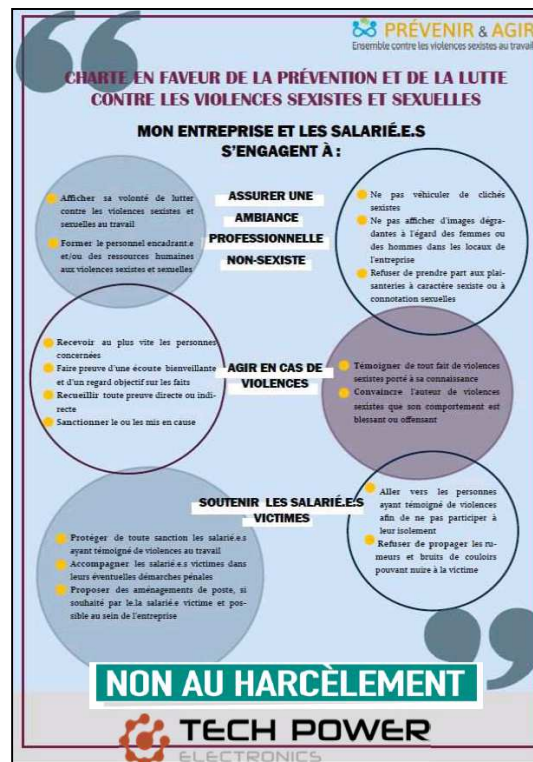 PRÉVENIR & AGIR
Ensemble contre les violences sexistes au travail
CHARTE EN FAVEUR DE LA PRÉVENTION ET DE LA LUTTE
CONTRE LES VIOLENCES SEXISTES ET SEXUELLES
MON ENTREPRISE ET LES SALARIÉ.E.S
S'ENGAGENT À :
Afficher sa volonté de lutter
contre les violences sexistes et
sexuelles au travail
Former le personnel encadrant.e
et/ou des ressources humaines
aux violences sexistes et sexuelles
ASSURER UNE
AMBIANCE
PROFESSIONNELLE
NON-SEXISTE
Ne pas véhiculer de clichés
sexistes
Ne pas afficher d'images dégra-
dantes à l'égard des femmes ou
des hommes dans les locaux de
l'entreprise
Refuser de prendre part aux plai-
santeries à caractère sexiste ou à
connotation sexuelles
Recevoir au plus vite les personnes
concernées
Faire preuve d'une écoute bienveillante
et d'un regard objectif sur les faits
Recueillir toute preuve directe ou indi-
recte
Sanctionner le ou les mis en cause
AGIR EN CAS DE
VIOLENCES
Témoigner de tout fait de violences
sexistes porté à sa connaissance
Convaincre l'auteur de violences
sexistes que son comportement est
blessant ou offensant
Protéger de toute sanction les salarié.e.s
ayant témoigné de violences au travail
Accompagner les salarié.e.s victimes dans
leurs éventuelles démarches pénales
Proposer des aménagements de poste, si
souhaité par le.la salarié.e victime et pos-
sible au sein de l'entreprise
SOUTENIR LES SALARIÉ.E.S
VICTIMES
Aller vers les personnes
ayant témoigné de violences
afin de ne pas participer à
leur isolement
Refuser de propager les ru-
meurs et bruits de couloirs
pouvant nuire à la victime
NON AU HARCÈLEMENT
TECH POWER
ELECTRONICS